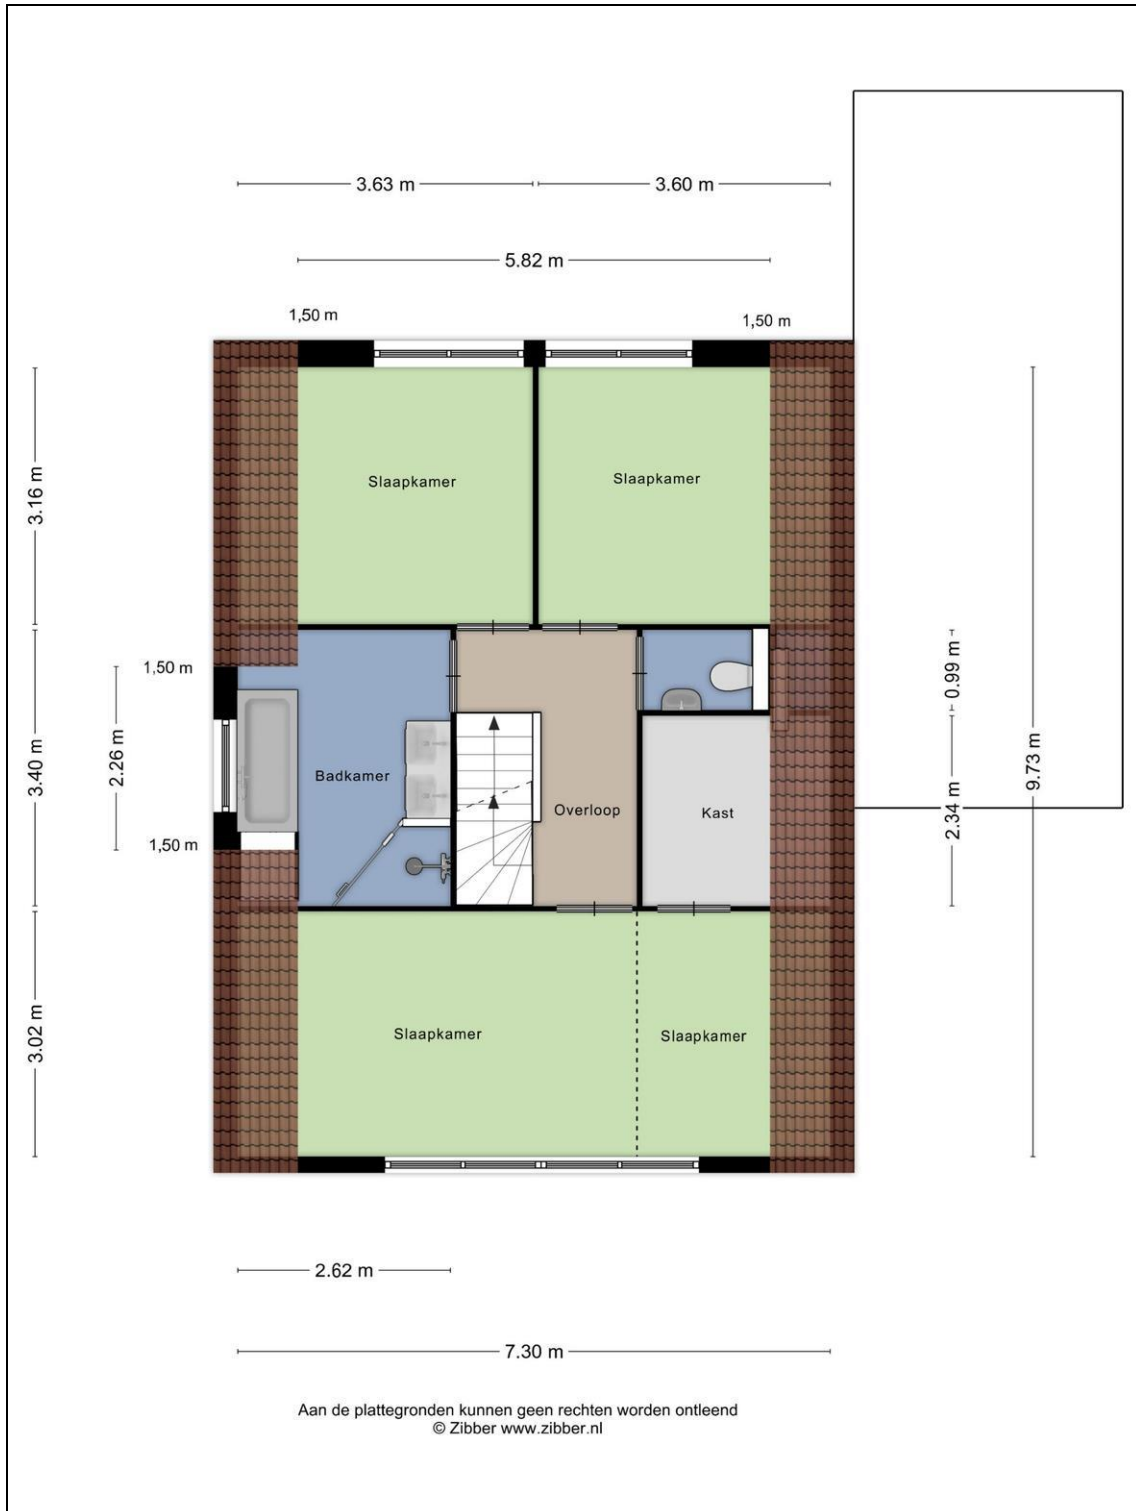 3.63 m
3.60 m
5.82 m
1,50 m
1,50 m
3.16 m
Slaapkamer
Slaapkamer
1,50 m
0.99 m
3.40 m
2.26 m
Badkamer
Overloop
Kast
2.34 m
9.73 m
1,50 m
3.02 m
Slaapkamer
Slaapkamer
2.62 m
7.30 m
Aan de plattegronden kunnen geen rechten worden ontleend
© Zibber www.zibber.nl